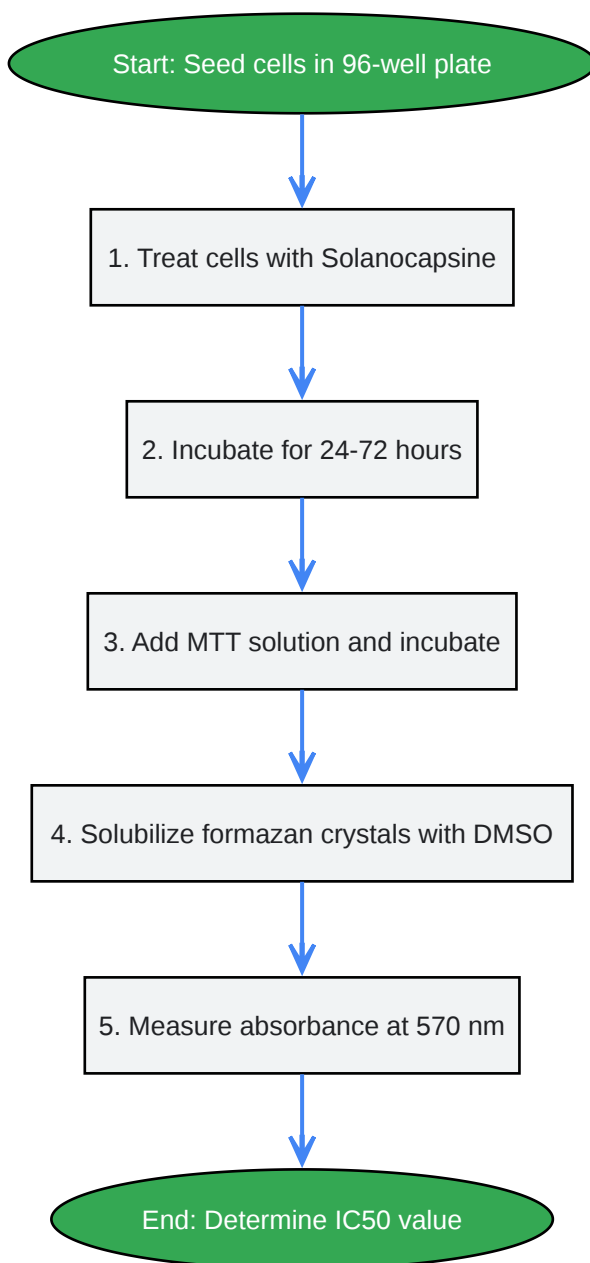 Start: Seed cells in 96-well plate
1. Treat cells with Solanocapsine
2. Incubate for 24-72 hours
3. Add MTT solution and incubate
4. Solubilize formazan crystals with DMSO
5. Measure absorbance at 570 nm
End: Determine IC50 value